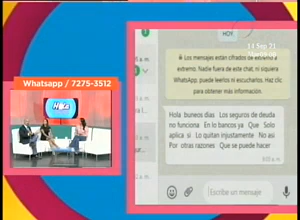 HOY
14 Sep 21
Whatsapp / 7275-3512
Hola
Los mensajes están cifrados de extremo a
extremo. Nadie fuera de este chat, ni siquiera
WhatsApp, puede leerlos ni escucharlos. Haz clic
para obtener más información.
Hola buneios días Los seguros de deuda
no funciona En lo bancos ya Que Solo
aplica si Lo quitan injustamente No así
Por otras razones Que se puede hacer
Escribe un mensaje